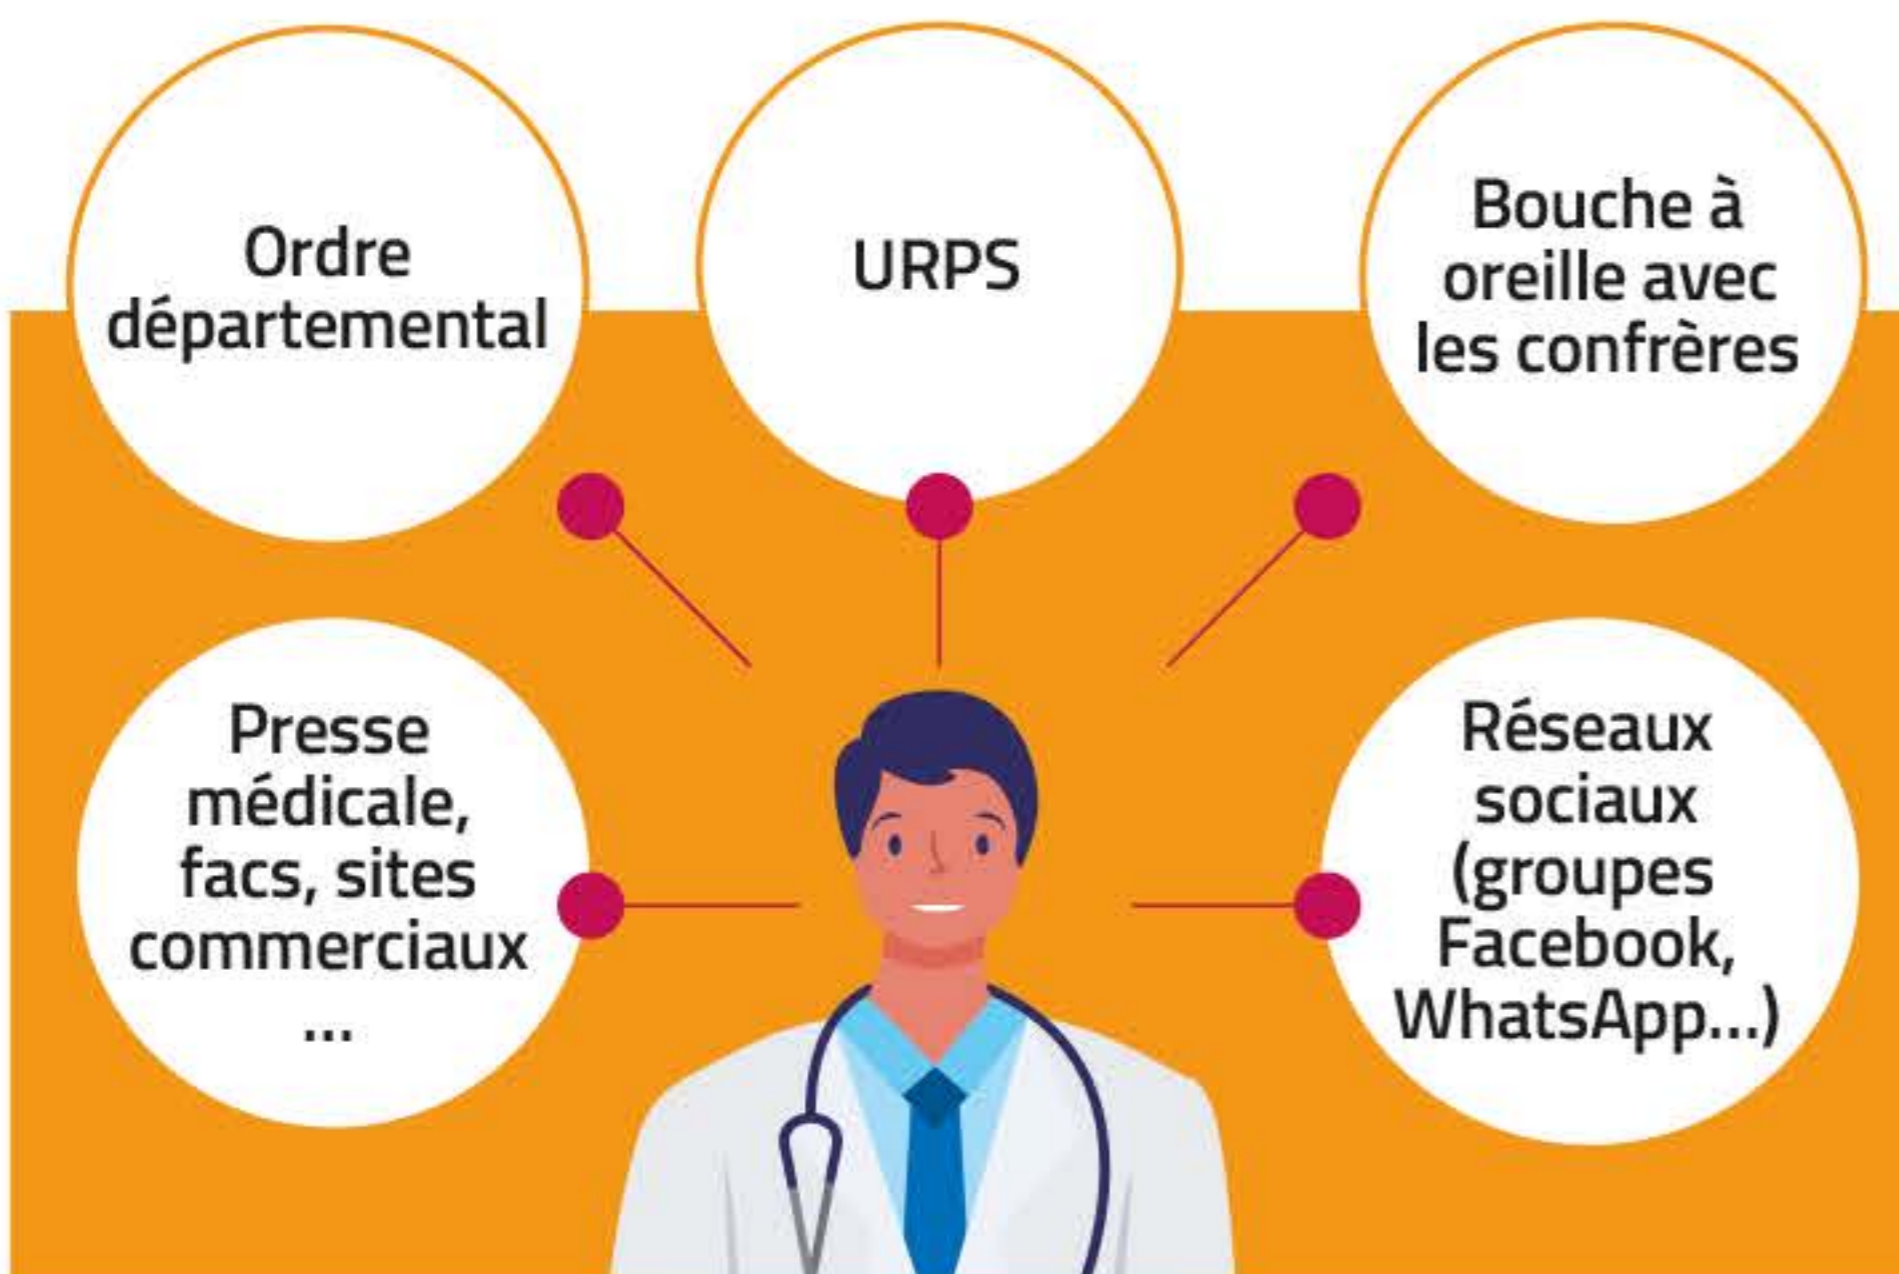 Ordre
départemental
URPS
Bouche à
oreille avec
les confrères
Presse
médicale,
facs, sites
commerciaux
...
Réseaux
sociaux
(groupes
Facebook,
WhatsApp...)